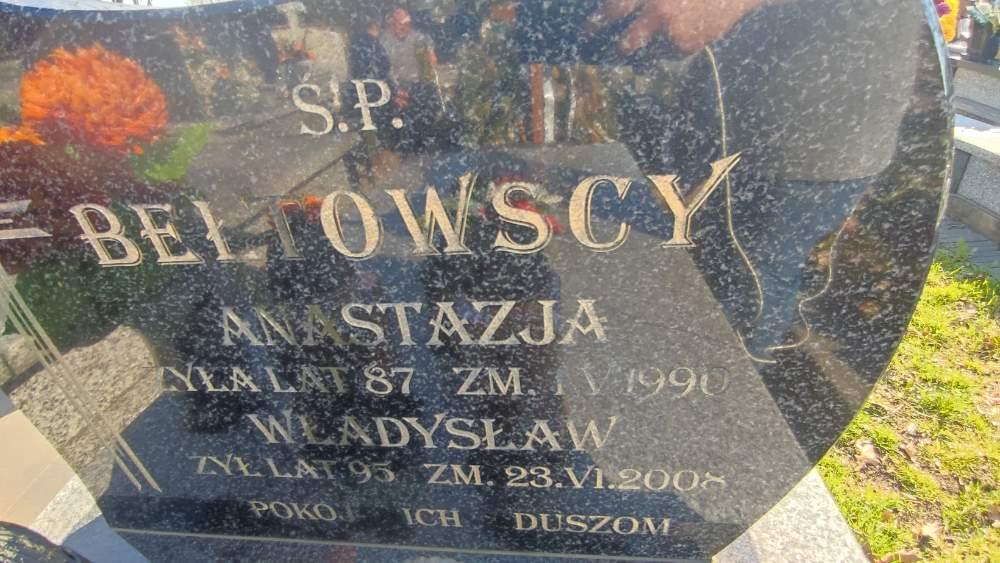 Ś.P.
BEŁTOWSCY
ANASTAZJA
ŻYŁA LAT 87 ZM. 1990
WŁADYSŁAW
ŻYŁ LAT 95 ZM. 23.VI.2008
POKÓJ ICH DUSZOM